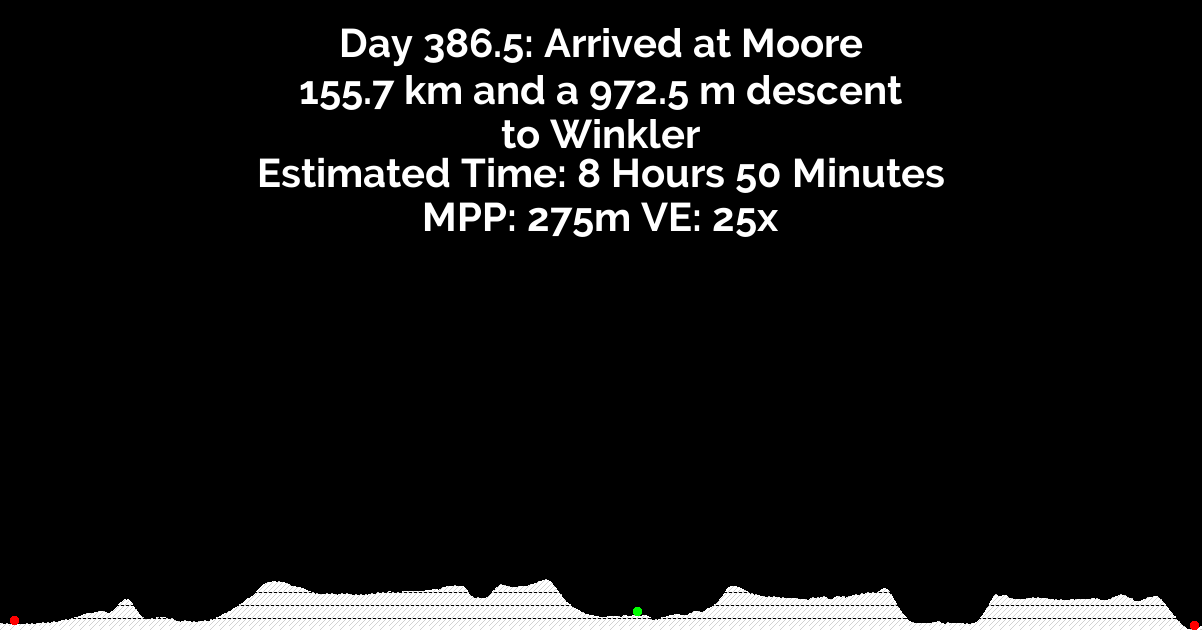 Day 386.5: Arrived at Moore
155.7 km and a 972.5 m descent
to Winkler
Estimated Time: 8 Hours 50 Minutes
MPP: 275m VE: 25x